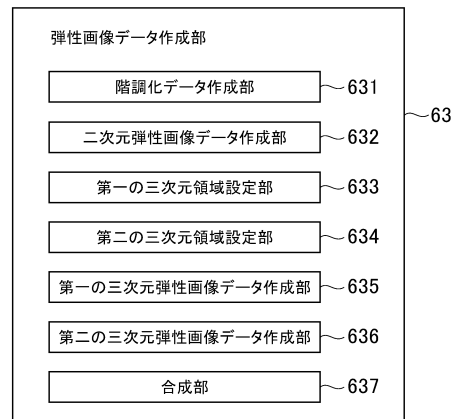 弾性画像データ作成部
階調化データ作成部 631
63
二次元弾性画像データ作成部 632
第一の三次元領域設定部 633
第二の三次元領域設定部 634
第一の三次元弾性画像データ作成部 635
第二の三次元弾性画像データ作成部 636
合成部 637